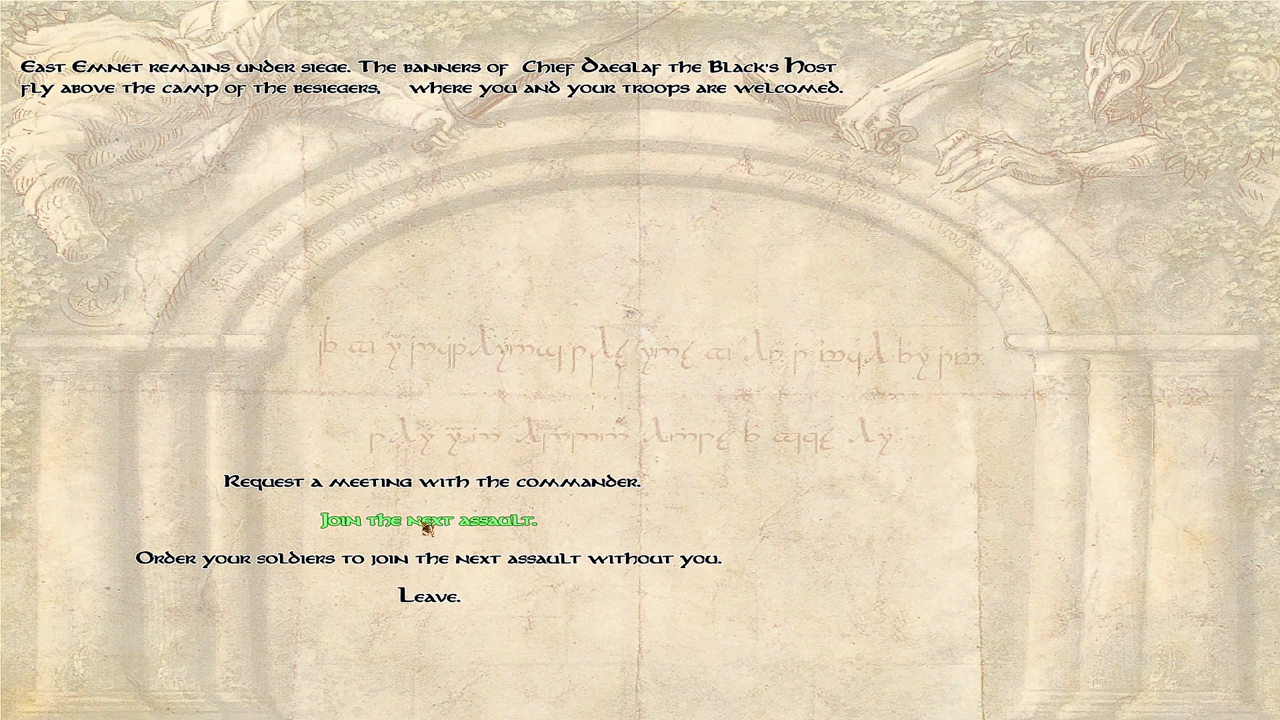 East Emnet remains under siege. The banners of Chief Daeglaf the Black's Host
fly above the camp of the besiegers, where you and your troops are welcomed.
Request a meeting with the commander.
Join the next assault.
Order your soldiers to join the next assault without you.
Leave.